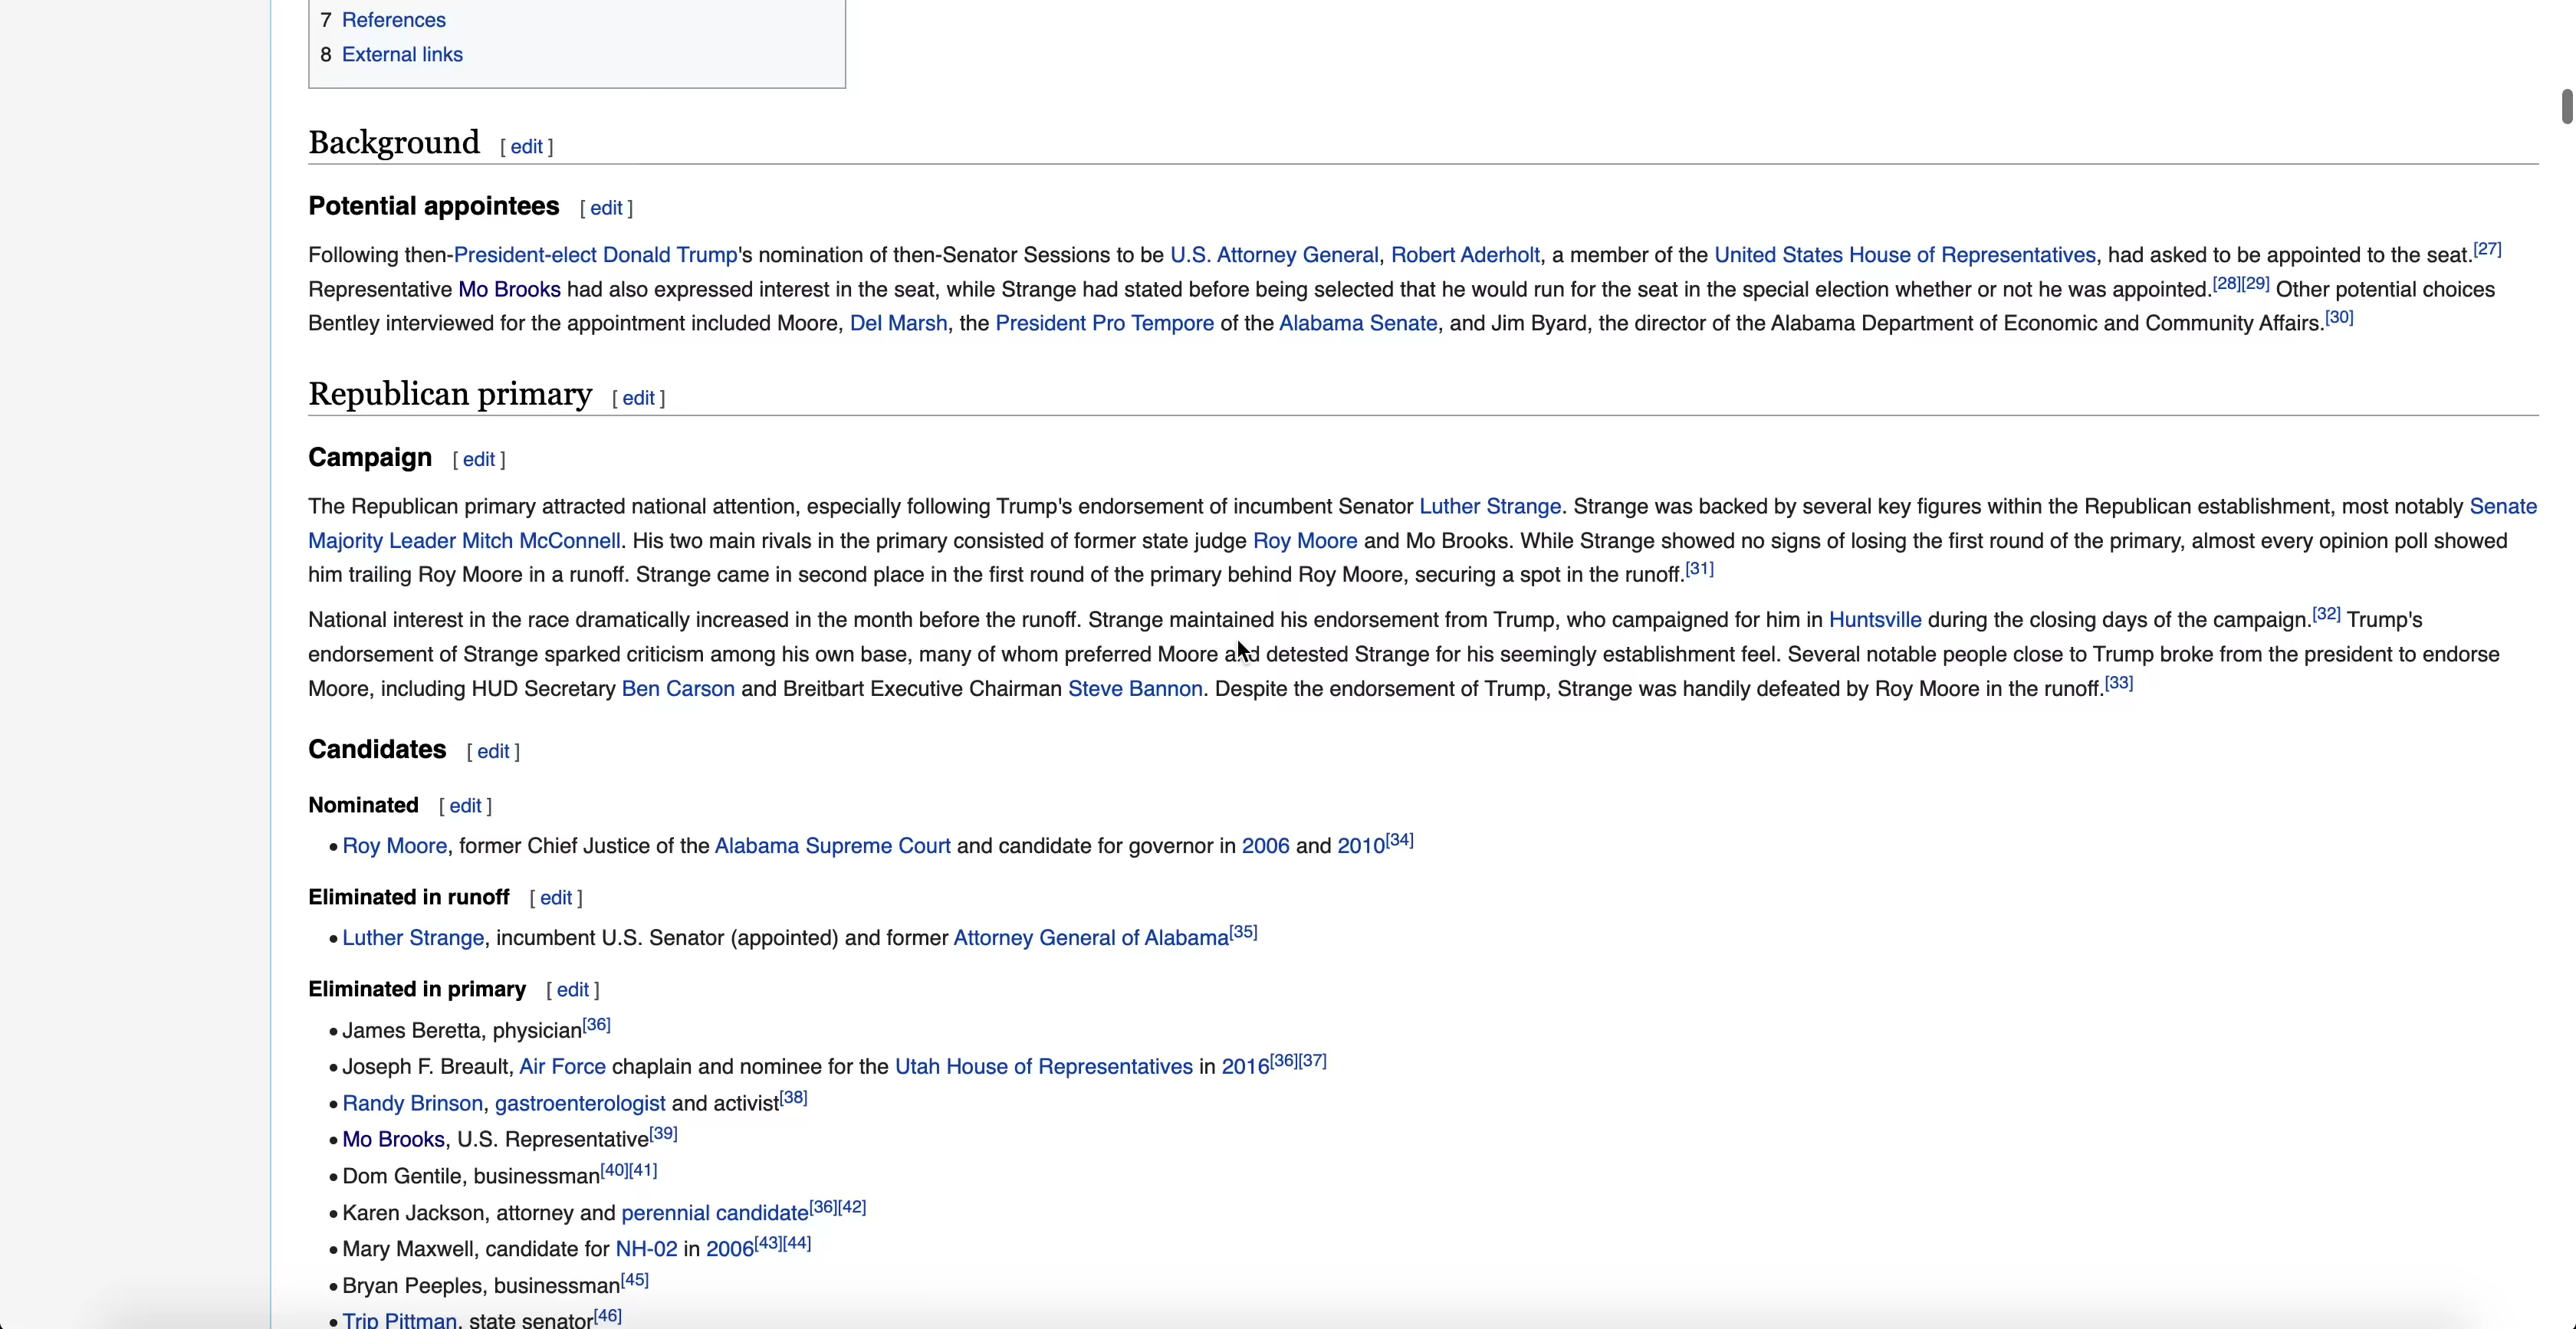 7 References
8 External links
Background [ edit ]
Potential appointees [ edit ]
Following then-President-elect Donald Trump's nomination of then-Senator Sessions to be U.S. Attorney General, Robert Aderholt, a member of the United States House of Representatives, had asked to be appointed to the seat.[27]
Representative Mo Brooks had also expressed interest in the seat, while Strange had stated before being selected that he would run for the seat in the special election whether or not he was appointed.[28][29] Other potential choices
Bentley interviewed for the appointment included Moore, Del Marsh, the President Pro Tempore of the Alabama Senate, and Jim Byard, the director of the Alabama Department of Economic and Community Affairs.[30]
Republican primary [ edit ]
Campaign [ edit ]
The Republican primary attracted national attention, especially following Trump's endorsement of incumbent Senator Luther Strange. Strange was backed by several key figures within the Republican establishment, most notably Senate
Majority Leader Mitch McConnell. His two main rivals in the primary consisted of former state judge Roy Moore and Mo Brooks. While Strange showed no signs of losing the first round of the primary, almost every opinion poll showed
him trailing Roy Moore in a runoff. Strange came in second place in the first round of the primary behind Roy Moore, securing a spot in the runoff.[31]
National interest in the race dramatically increased in the month before the runoff. Strange maintained his endorsement from Trump, who campaigned for him in Huntsville during the closing days of the campaign.[32] Trump's
endorsement of Strange sparked criticism among his own base, many of whom preferred Moore and detested Strange for his seemingly establishment feel. Several notable people close to Trump broke from the president to endorse
Moore, including HUD Secretary Ben Carson and Breitbart Executive Chairman Steve Bannon. Despite the endorsement of Trump, Strange was handily defeated by Roy Moore in the runoff.[33]
Candidates [ edit ]
Nominated [ edit ]
• Roy Moore, former Chief Justice of the Alabama Supreme Court and candidate for governor in 2006 and 2010[34]
Eliminated in runoff [ edit ]
• Luther Strange, incumbent U.S. Senator (appointed) and former Attorney General of Alabama[35]
Eliminated in primary [ edit ]
• James Beretta, physician[36]
• Joseph F. Breault, Air Force chaplain and nominee for the Utah House of Representatives in 2016[36][37]
• Randy Brinson, gastroenterologist and activist[38]
• Mo Brooks, U.S. Representative[39]
• Dom Gentile, businessman[40][41]
• Karen Jackson, attorney and perennial candidate[36][42]
• Mary Maxwell, candidate for NH-02 in 2006[43][44]
• Bryan Peeples, businessman[45]
• Trip Pittman, state senator[46]